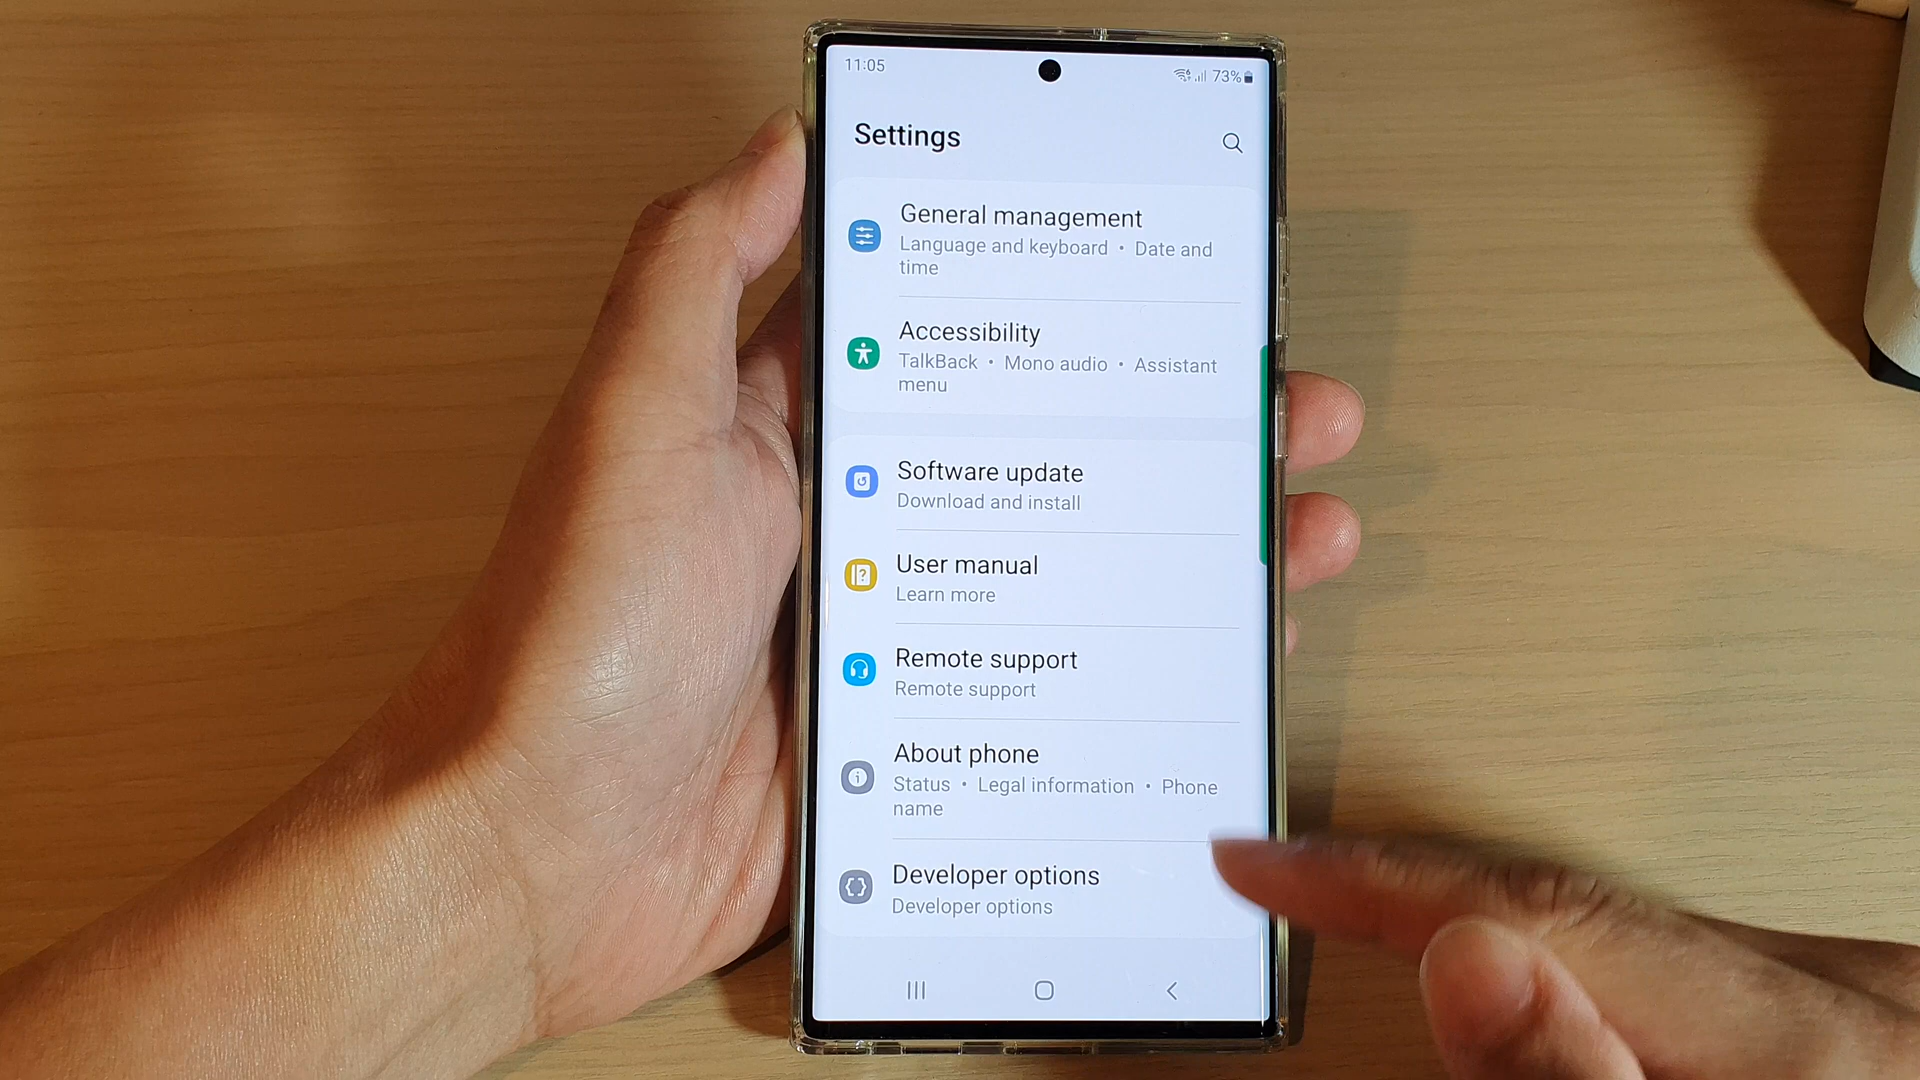 11:05
73%
Settings
General management
Language and keyboard • Date and
time
Accessibility
TalkBack • Mono audio • Assistant
menu
Software update
Download and install
User manual
Learn more
Remote support
Remote support
About phone
Status • Legal information • Phone
name
Developer options
Developer options